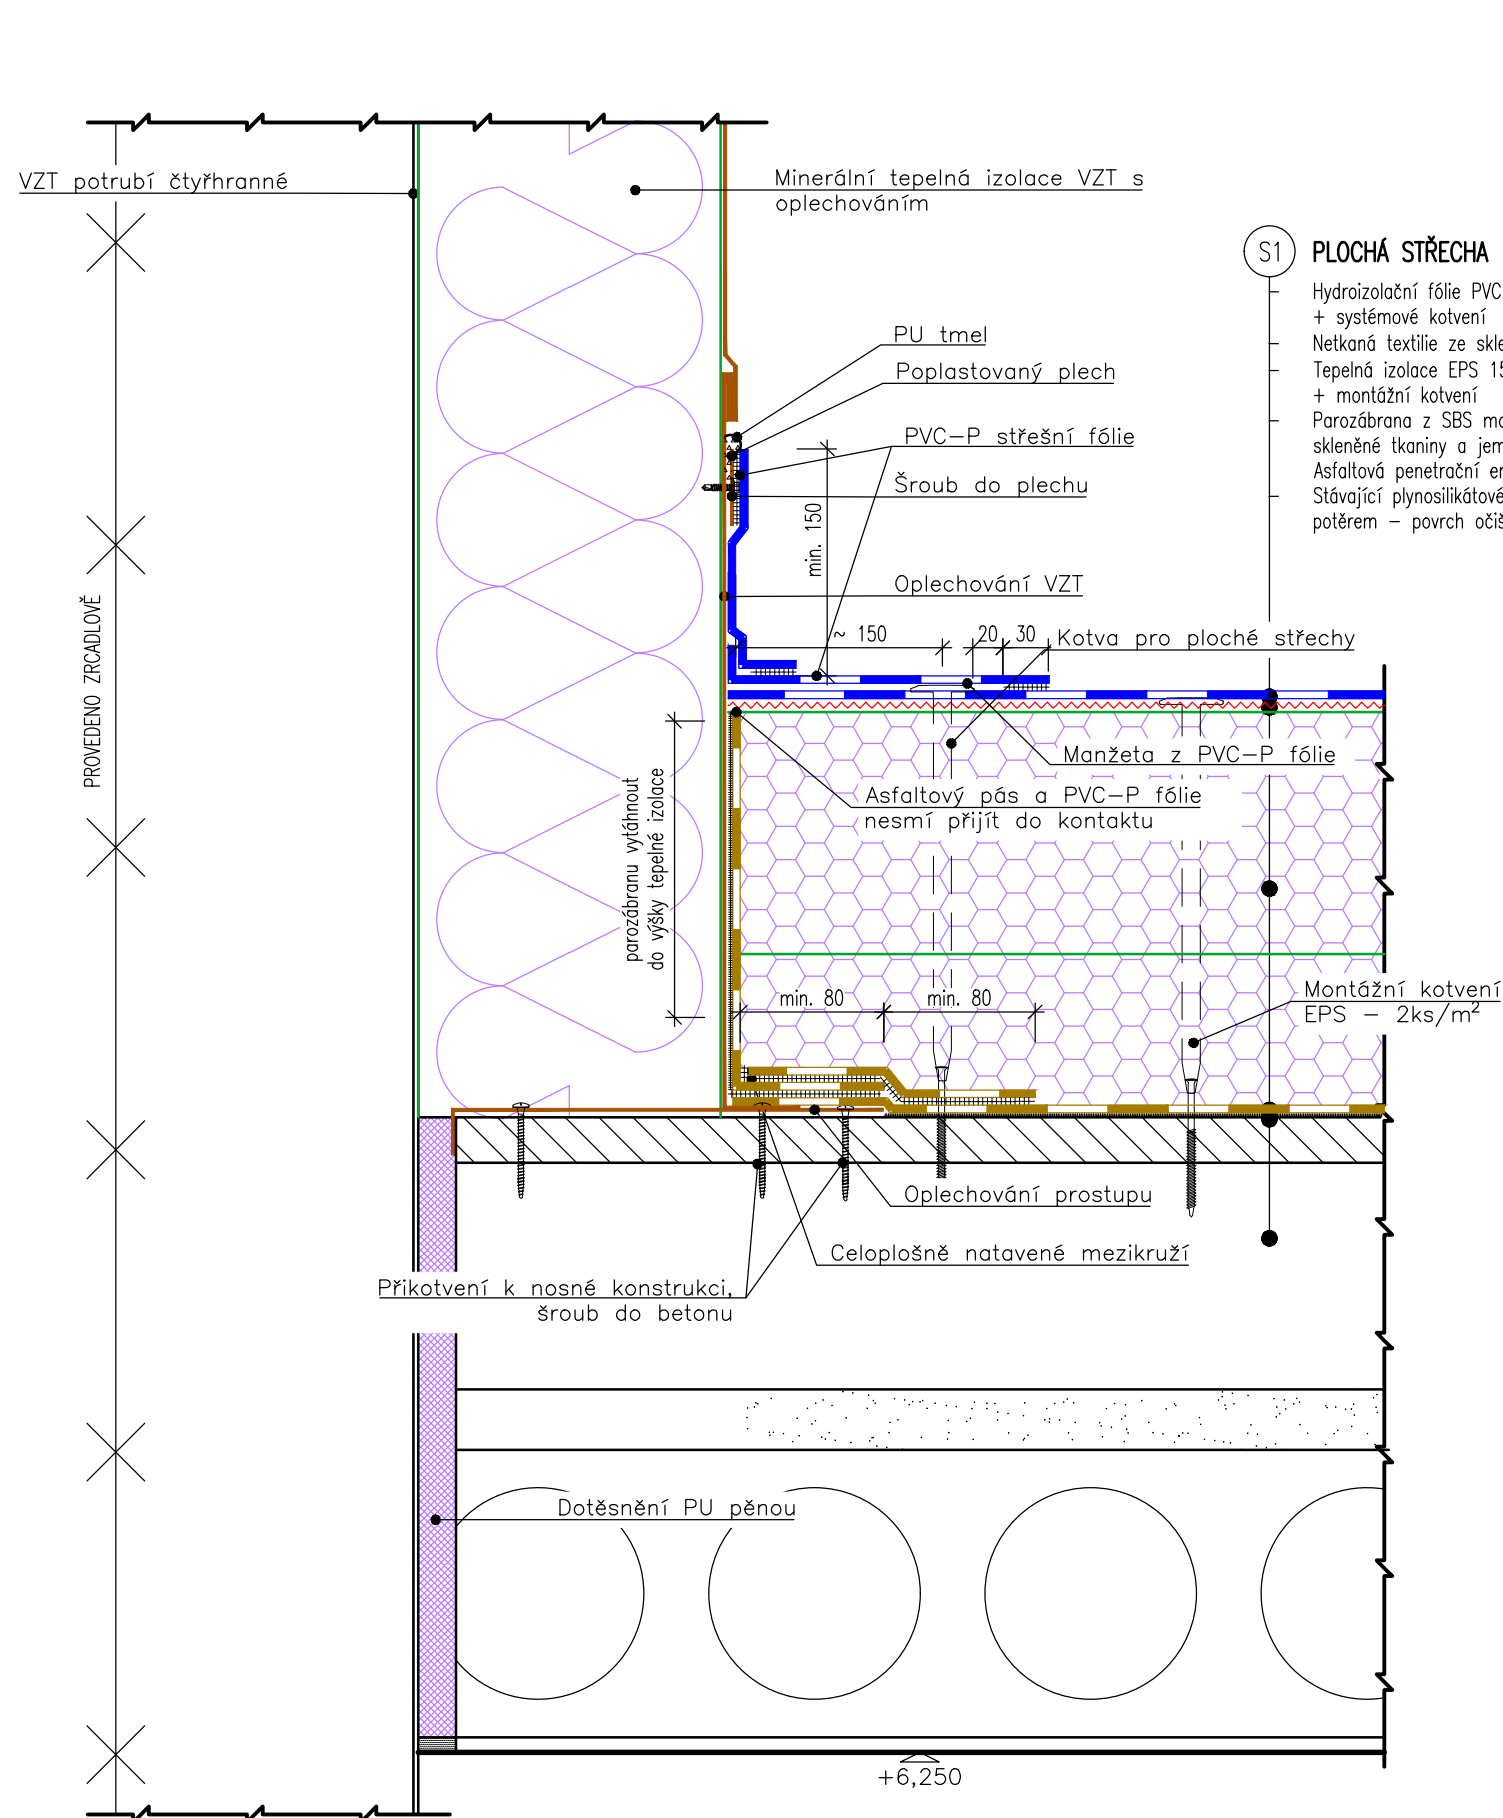 VZT potrubí čtyřhranné
Minerální tepelná izolace VZT s
oplechováním
S1
PLOCHÁ STŘECHA
Hydroizolační fólie PVC
+ systémové kotvení
Netkaná textilie ze skle
Tepelná izolace EPS 15
+ montážní kotvení
Parozábrana z SBS mo
skleněné tkaniny a jem
Asfaltová penetrační e
Stávající plynosilikátové
potěrem – povrch očiš
PU tmel
Poplastovaný plech
PVC–P střešní fólie
Šroub do plechu
min. 150
Oplechování VZT
~ 150
20
30
Kotva pro ploché střechy
PROVEDENO ZRCADLOVĚ
Manžeta z PVC–P fólie
Asfaltový pás a PVC–P fólie
nesmí přijít do kontaktu
parozábranu vytáhnout
do výšky tepelné izolace
min. 80
min. 80
Montážní kotvení
EPS – 2ks/m²
Oplechování prostupu
Celoplošně natavené mezikruží
Přikotvení k nosné konstrukci,
šroub do betonu
Dotěsnění PU pěnou
+6,250